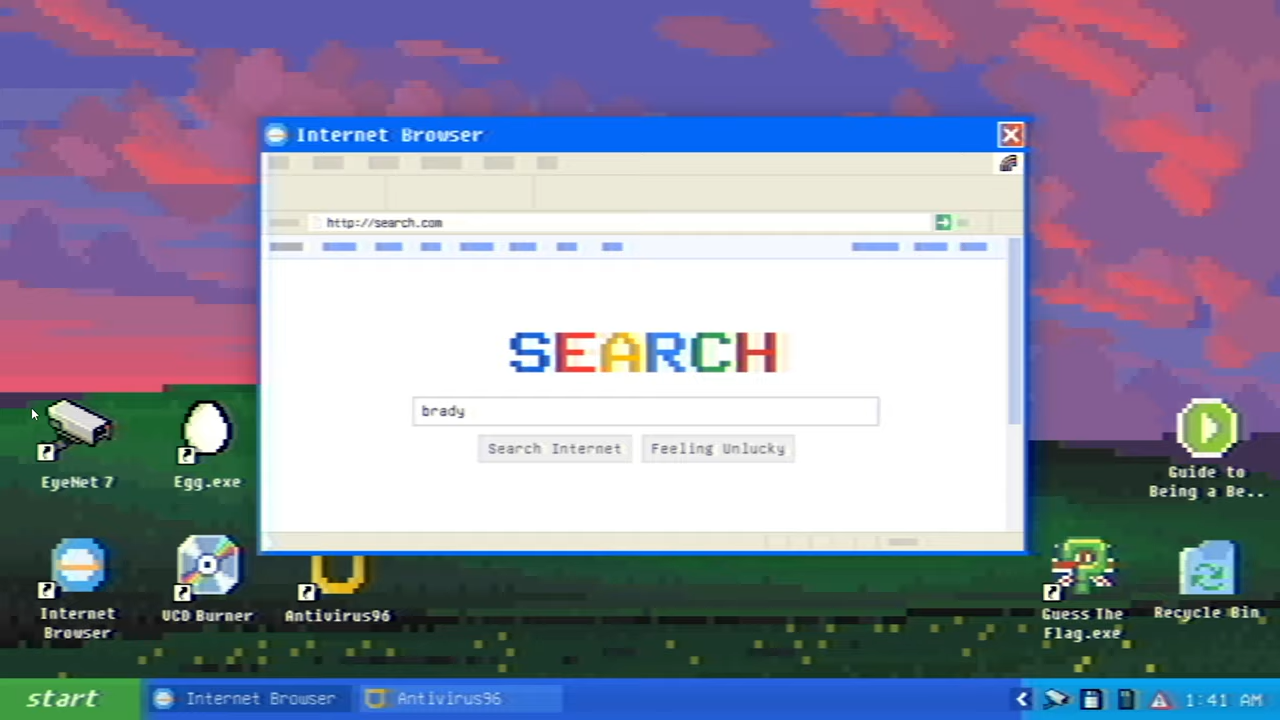 Internet Browser
http://search.com
SEARCH
brady
Search Internet
Feeling Unlucky
EyeNet 7
Egg.exe
Guide to
Being a Be..
Internet
Browser
VCD Burner
Antivirus96
Guess The
Flag.exe
Recycle Bin
start
Internet Browser
Antivirus96
1:41 AM